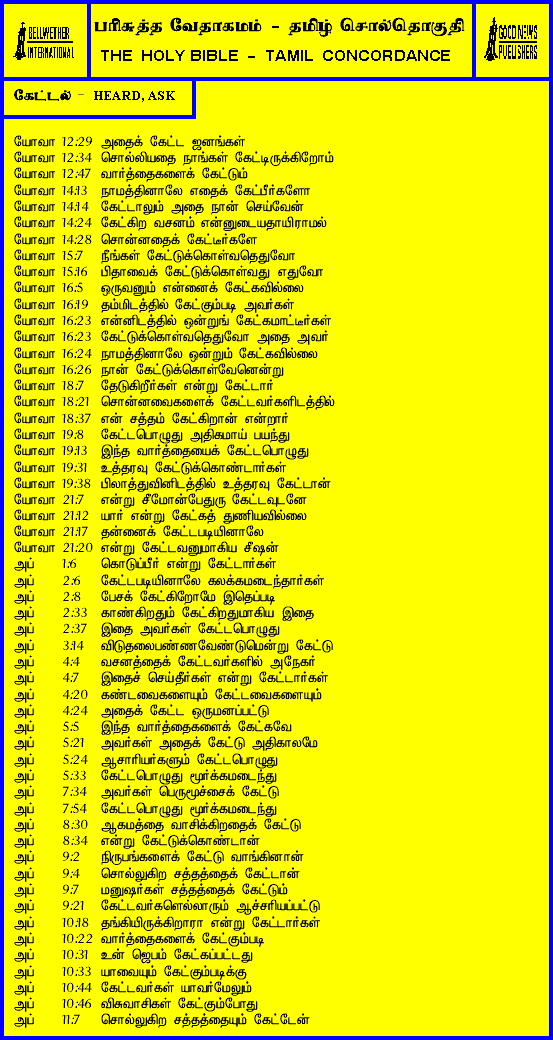 BELLWETHER
INTERNATIONAL
பரிசுத்த வேதாகமம் - தமிழ் சொல்தொகுதி
THE HOLY BIBLE - TAMIL CONCORDANCE
GOOD NEWS
PUBLISHERS
கேட்டல் - HEARD, ASK
யோவா 12:29 அதைக் கேட்ட ஜனங்கள்
யோவா 12:34 சொல்லியதை நாங்கள் கேட்டிருக்கிறோம்
யோவா 12:47 வார்த்தைகளைக் கேட்டும்
யோவா 14:13 நாமத்தினாலே எதைக் கேட்பீர்களோ
யோவா 14:14 கேட்டாலும் அதை நான் செய்வேன்
யோவா 14:24 கேட்கிற வசனம் என்னுடையதாயிராமல்
யோவா 14:28 சொன்னதைக் கேட்டீர்களே
யோவா 15:7 நீங்கள் கேட்டுக்கொள்வதெதுவோ
யோவா 15:16 பிதாவைக் கேட்டுக்கொள்வது எதுவோ
யோவா 16:5 ஒருவனும் என்னைக் கேட்கவில்லை
யோவா 16:19 தம்மிடத்தில் கேட்கும்படி அவர்கள்
யோவா 16:23 என்னிடத்தில் ஒன்றுங் கேட்கமாட்டீர்கள்
யோவா 16:23 கேட்டுக்கொள்வதெதுவோ அதை அவர்
யோவா 16:24 நாமத்தினாலே ஒன்றும் கேட்கவில்லை
யோவா 16:26 நான் கேட்டுக்கொள்வேனென்று
யோவா 18:7 தேடுகிறீர்கள் என்று கேட்டார்
யோவா 18:21 சொன்னவைகளைக் கேட்டவர்களிடத்தில்
யோவா 18:37 என் சத்தம் கேட்கிறான் என்றார்
யோவா 19:8 கேட்டபொழுது அதிகமாய் பயந்து
யோவா 19:13 இந்த வார்த்தையைக் கேட்டபொழுது
யோவா 19:31 உத்தரவு கேட்டுக்கொண்டார்கள்
யோவா 19:38 பிலாத்துவினிடத்தில் உத்தரவு கேட்டான்
யோவா 21:7 என்று சீமோன்பேதுரு கேட்டவுடனே
யோவா 21:12 யார் என்று கேட்கத் துணியவில்லை
யோவா 21:17 தன்னைக் கேட்டபடியினாலே
யோவா 21:20 என்று கேட்டவனுமாகிய சீஷன்
அப் 1:6 கொடுப்பீர் என்று கேட்டார்கள்
அப் 2:6 கேட்டபடியினாலே கலக்கமடைந்தார்கள்
அப் 2:8 பேசக் கேட்கிறோமே இதெப்படி
அப் 2:33 காண்கிறதும் கேட்கிறதுமாகிய இதை
அப் 2:37 இதை அவர்கள் கேட்டபொழுது
அப் 3:14 விடுதலைபண்ணவேண்டுமென்று கேட்டு
அப் 4:4 வசனத்தைக் கேட்டவர்களில் அநேகர்
அப் 4:7 இதைச் செய்தீர்கள் என்று கேட்டார்கள்
அப் 4:20 கண்டவைகளையும் கேட்டவைகளையும்
அப் 4:24 அதைக் கேட்ட ஒருமனப்பட்டு
அப் 5:5 இந்த வார்த்தைகளைக் கேட்கவே
அப் 5:21 அவர்கள் அதைக் கேட்டு அதிகாலமே
அப் 5:24 ஆசாரியர்களும் கேட்டபொழுது
அப் 5:33 கேட்டபொழுது மூர்க்கமடைந்து
அப் 7:34 அவர்கள் பெருமூச்சைக் கேட்டு
அப் 7:54 கேட்டபொழுது மூர்க்கமடைந்து
அப் 8:30 ஆகமத்தை வாசிக்கிறதைக் கேட்டு
அப் 8:34 என்று கேட்டுக்கொண்டான்
அப் 9:2 நிருபங்களைக் கேட்டு வாங்கினான்
அப் 9:4 சொல்லுகிற சத்தத்தைக் கேட்டான்
அப் 9:7 மனுஷர்கள் சத்தத்தைக் கேட்டும்
அப் 9:21 கேட்டவர்களெல்லாரும் ஆச்சரியப்பட்டு
அப் 10:18 தங்கியிருக்கிறாரா என்று கேட்டார்கள்
அப் 10:22 வார்த்தைகளைக் கேட்கும்படி
அப் 10:31 உன் ஜெபம் கேட்கப்பட்டது
அப் 10:33 யாவையும் கேட்கும்படிக்கு
அப் 10:44 கேட்டவர்கள் யாவர்மேலும்
அப் 10:46 விசுவாசிகள் கேட்கும்போது
அப் 11:7 சொல்லுகிற சத்தத்தையும் கேட்டேன்